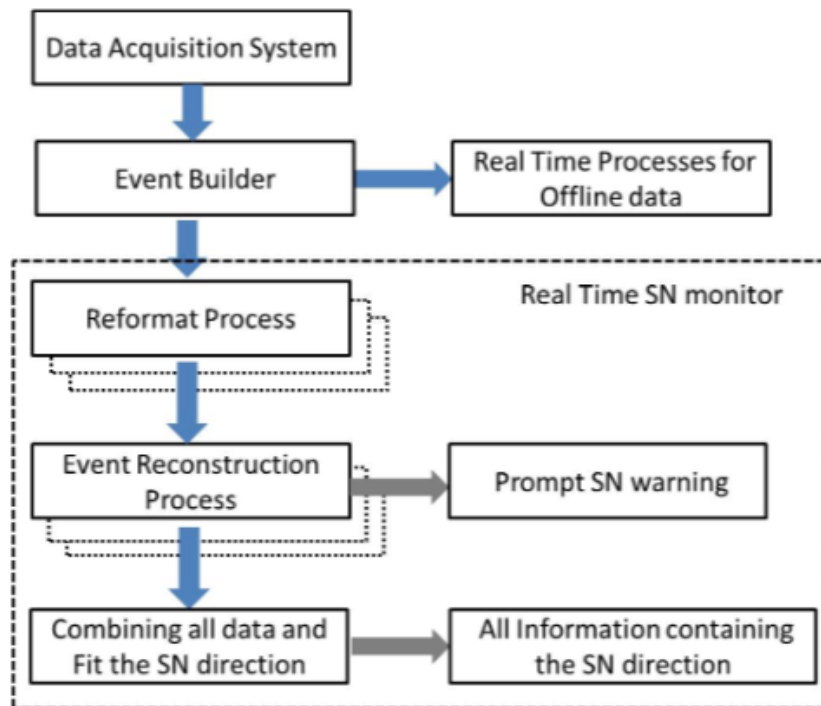 Data Acquisition System
Event Builder
Real Time Processes for
Offline data
Real Time SN monitor
Reformat Process
Event Reconstruction
Process
Prompt SN warning
Combining all data and
Fit the SN direction
All Information containing
the SN direction